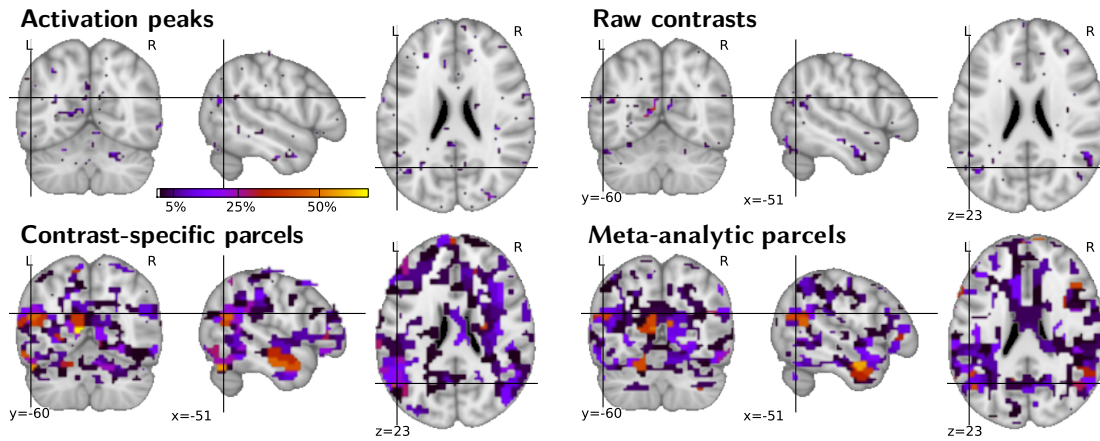 Activation peaks
Raw contrasts
L R R
L R R
5% 25% 50%
y=-60 x=-51 z=23
Contrast-specific parcels
Meta-analytic parcels
L R L R
L R L R
y=-60 x=-51 z=23
y=-60 x=-51 z=23